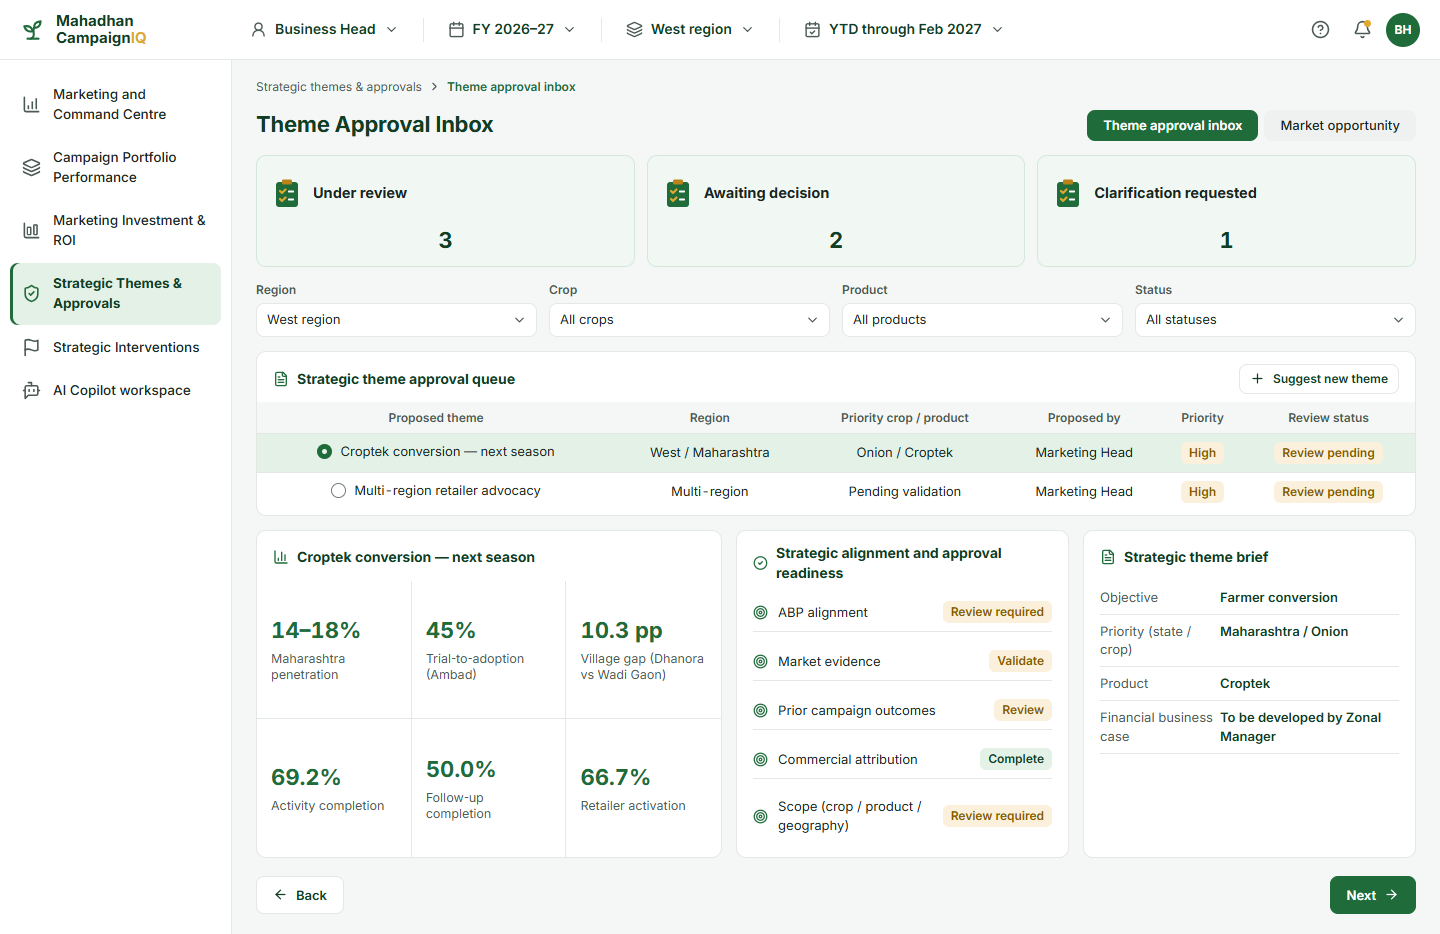 Mahadhan
CampaignIQ
Business Head
FY 2026–27
West region
YTD through Feb 2027
BH
Marketing and
Command Centre
Campaign Portfolio
Performance
Marketing Investment &
ROI
Strategic Themes &
Approvals
Strategic Interventions
AI Copilot workspace
Strategic themes & approvals > Theme approval inbox
Theme Approval Inbox
Theme approval inbox
Market opportunity
Under review
3
Awaiting decision
2
Clarification requested
1
Region
West region
Crop
All crops
Product
All products
Status
All statuses
Strategic theme approval queue
+ Suggest new theme
Proposed theme Region Priority crop / product Proposed by Priority Review status
Croptek conversion — next season West / Maharashtra Onion / Croptek Marketing Head High Review pending
Multi-region retailer advocacy Multi-region Pending validation Marketing Head High Review pending
Croptek conversion — next season
14–18%
Maharashtra
penetration
45%
Trial-to-adoption
(Ambad)
10.3 pp
Village gap (Dhanora
vs Wadi Gaon)
69.2%
Activity completion
50.0%
Follow-up
completion
66.7%
Retailer activation
Strategic alignment and approval
readiness
ABP alignment Review required
Market evidence Validate
Prior campaign outcomes Review
Commercial attribution Complete
Scope (crop / product /
geography) Review required
Strategic theme brief
Objective Farmer conversion
Priority (state / Maharashtra / Onion
crop)
Product Croptek
Financial business To be developed by Zonal
case Manager
← Back
Next →